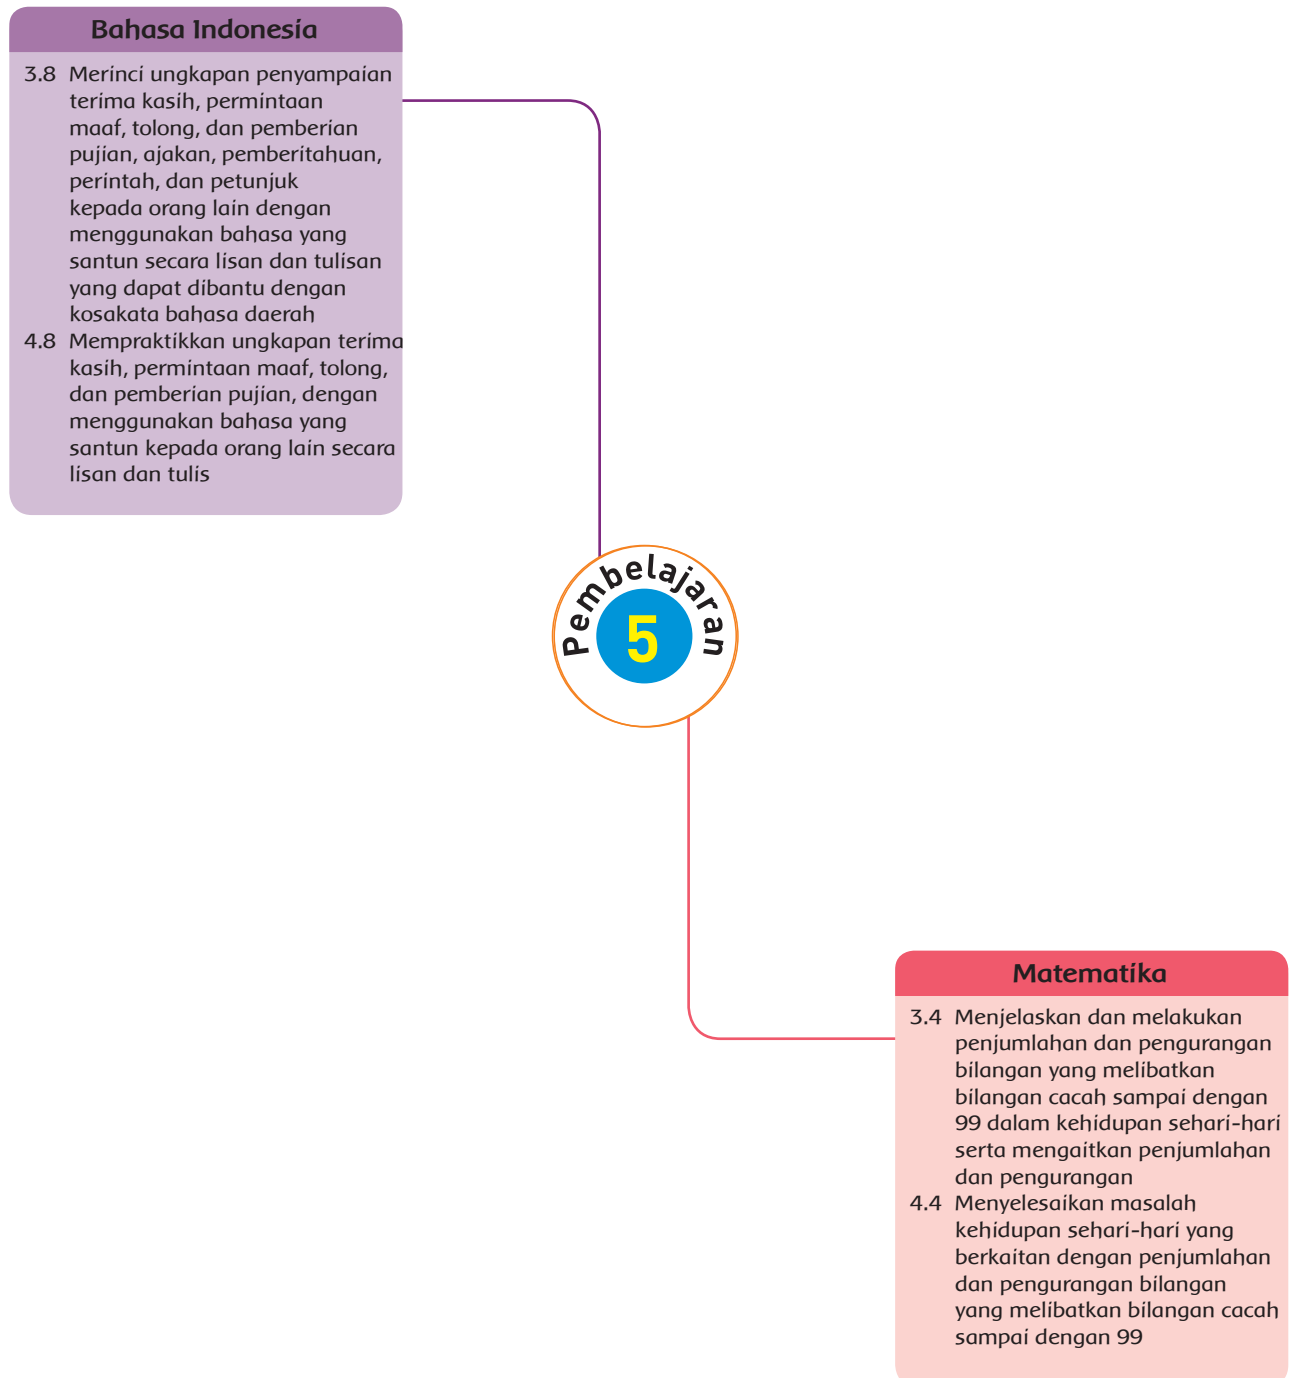 Bahasa Indonesia
3.8 Merinci ungkapan penyampaian
terima kasih, permintaan
maaf, tolong, dan pemberian
pujian, ajakan, pemberitahuan,
perintah, dan petunjuk
kepada orang lain dengan
menggunakan bahasa yang
santun secara lisan dan tulisan
yang dapat dibantu dengan
kosakata bahasa daerah
4.8 Mempraktikkan ungkapan terima
kasih, permintaan maaf, tolong,
dan pemberian pujian, dengan
menggunakan bahasa yang
santun kepada orang lain secara
lisan dan tulis
Pembelajaran
5
Matematika
3.4 Menjelaskan dan melakukan
penjumlahan dan pengurangan
bilangan yang melibatkan
bilangan cacah sampai dengan
99 dalam kehidupan sehari-hari
serta mengaitkan penjumlahan
dan pengurangan
4.4 Menyelesaikan masalah
kehidupan sehari-hari yang
berkaitan dengan penjumlahan
dan pengurangan bilangan
yang melibatkan bilangan cacah
sampai dengan 99